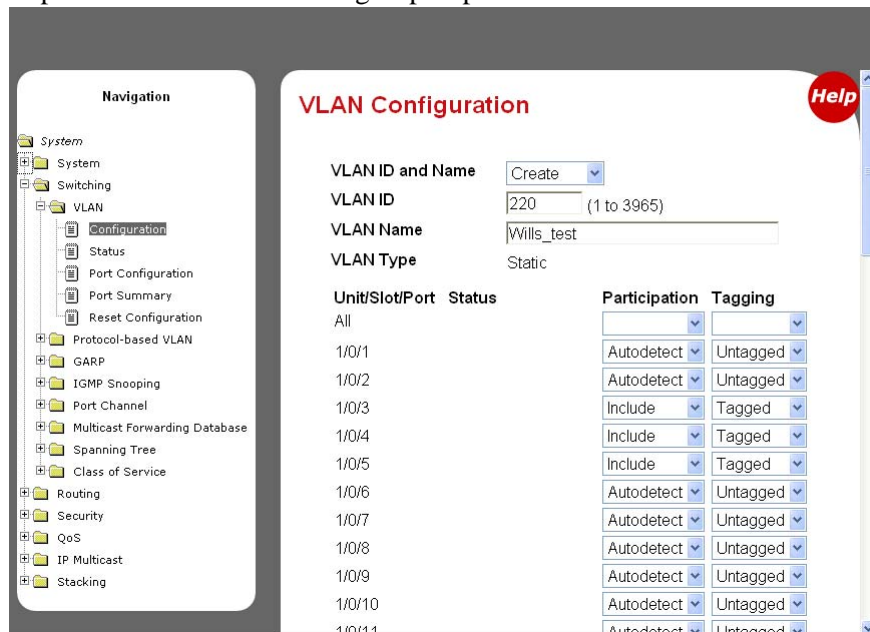 Navigation
System
System
Switching
VLAN
Configuration
Status
Port Configuration
Port Summary
Reset Configuration
Protocol-based VLAN
GARP
IGMP Snooping
Port Channel
Multicast Forwarding Database
Spanning Tree
Class of Service
Routing
Security
QoS
IP Multicast
Stacking
VLAN Configuration
Help
VLAN ID and Name Create
VLAN ID 220 (1 to 3965)
VLAN Name Wills_test
VLAN Type Static
Unit/Slot/Port Status Participation Tagging
All
1/0/1 Autodetect Untagged
1/0/2 Autodetect Untagged
1/0/3 Include Tagged
1/0/4 Include Tagged
1/0/5 Include Tagged
1/0/6 Autodetect Untagged
1/0/7 Autodetect Untagged
1/0/8 Autodetect Untagged
1/0/9 Autodetect Untagged
1/0/10 Autodetect Untagged
1/0/11 Autodetect Untagged